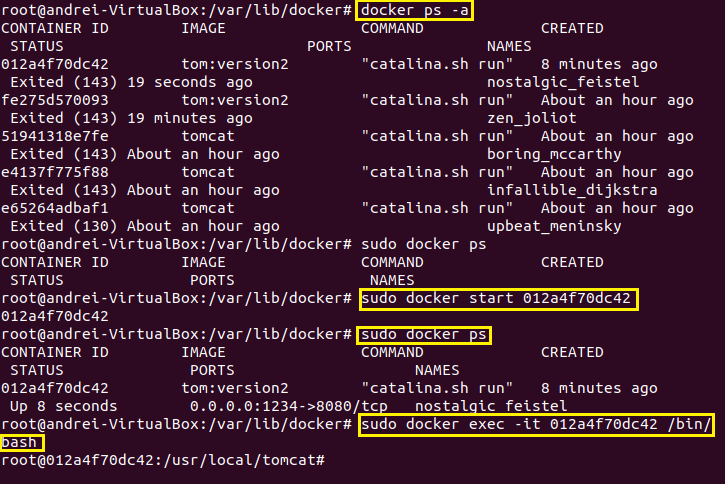 root@andrei-VirtualBox:/var/lib/docker# docker ps -a
CONTAINER ID        IMAGE               COMMAND             CREATED
 STATUS                              PORTS               NAMES
012a4f70dc42        tom:version2        "catalina.sh run"   8 minutes ago
 Exited (143) 19 seconds ago                             nostalgic_feistel
fe275d570093        tom:version2        "catalina.sh run"   About an hour ago
 Exited (143) 19 minutes ago                             zen_joliot
51941318e7fe        tomcat              "catalina.sh run"   About an hour ago
 Exited (143) About an hour ago                          boring_mccarthy
e4137f775f88        tomcat              "catalina.sh run"   About an hour ago
 Exited (143) About an hour ago                          infallible_dijkstra
e65264adbaf1        tomcat              "catalina.sh run"   About an hour ago
 Exited (130) About an hour ago                          upbeat_meninsky
root@andrei-VirtualBox:/var/lib/docker# sudo docker ps
CONTAINER ID        IMAGE               COMMAND             CREATED
 STATUS              PORTS               NAMES
root@andrei-VirtualBox:/var/lib/docker# sudo docker start 012a4f70dc42
012a4f70dc42
root@andrei-VirtualBox:/var/lib/docker# sudo docker ps
CONTAINER ID        IMAGE               COMMAND             CREATED
 STATUS              PORTS                    NAMES
012a4f70dc42        tom:version2        "catalina.sh run"   8 minutes ago
 Up 8 seconds        0.0.0.0:1234->8080/tcp   nostalgic_feistel
root@andrei-VirtualBox:/var/lib/docker# sudo docker exec -it 012a4f70dc42 /bin/
bash
root@012a4f70dc42:/usr/local/tomcat#